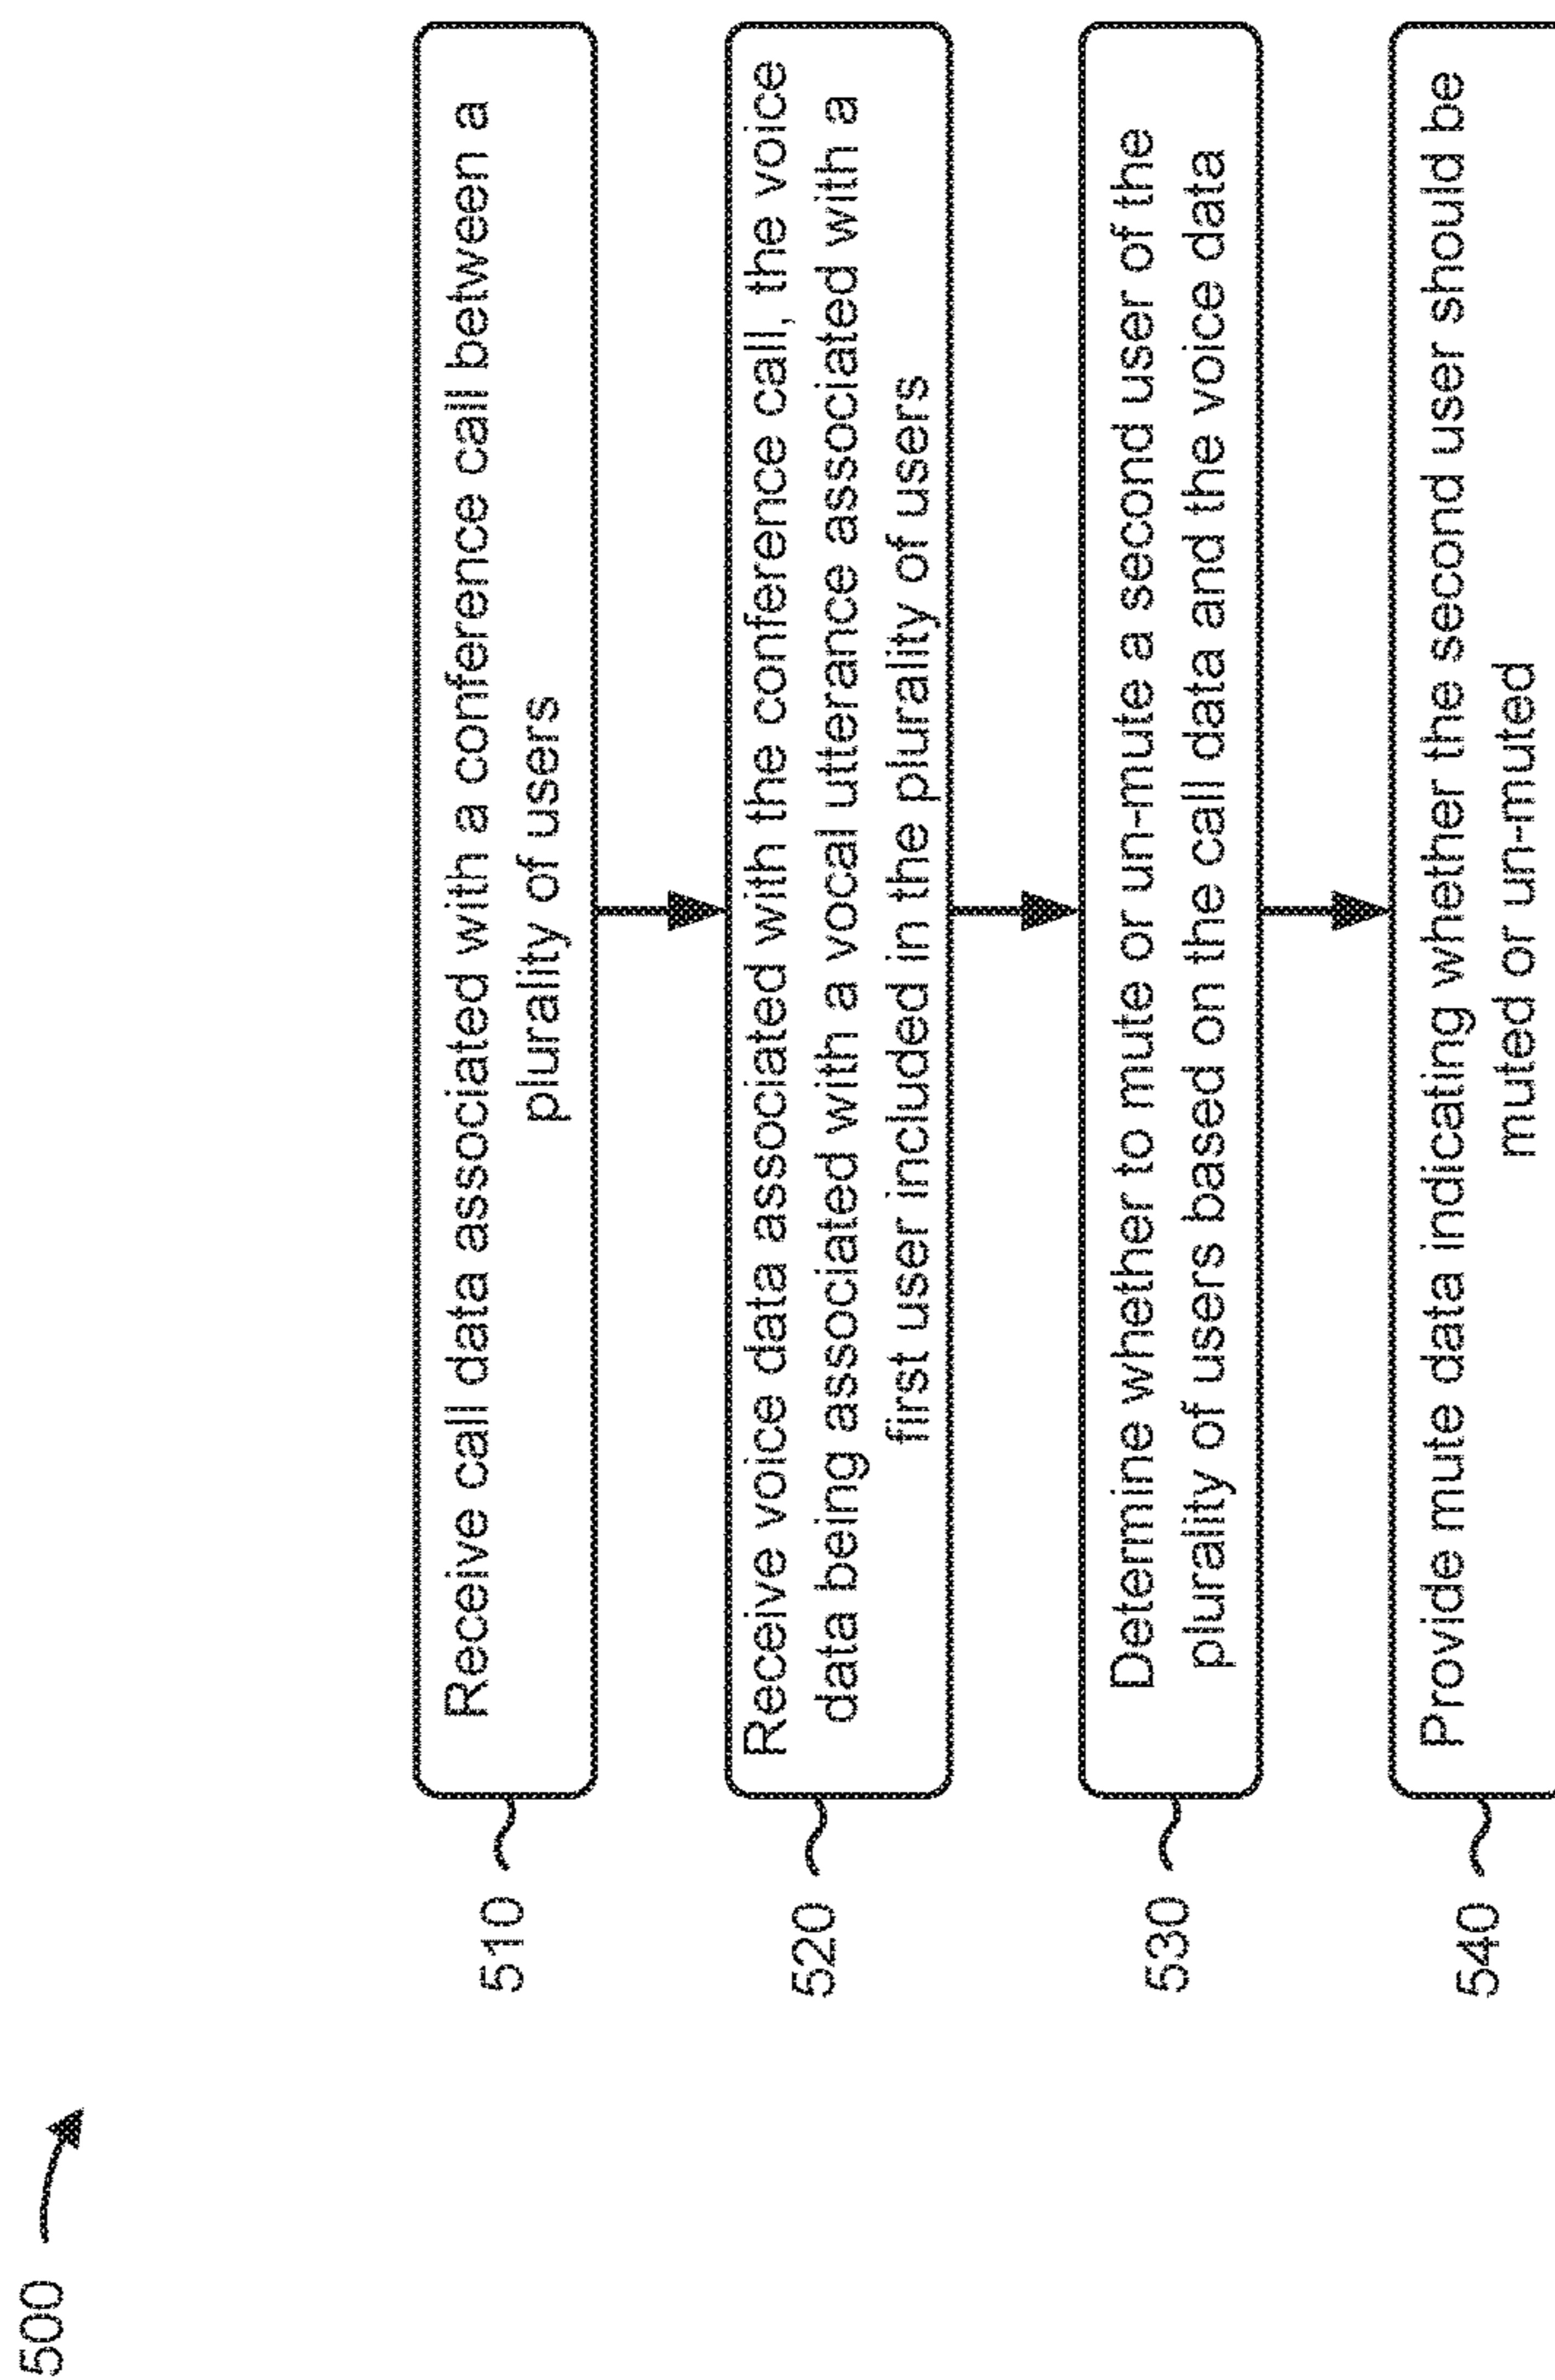 500
510
Receive call data associated with a conference call between a
plurality of users
520
Receive voice data associated with the conference call, the voice
data being associated with a vocal utterance associated with a
first user included in the plurality of users
530
Determine whether to mute or un-mute a second user of the
plurality of users based on the call data and the voice data
540
Provide mute data indicating whether the second user should be
muted or un-muted